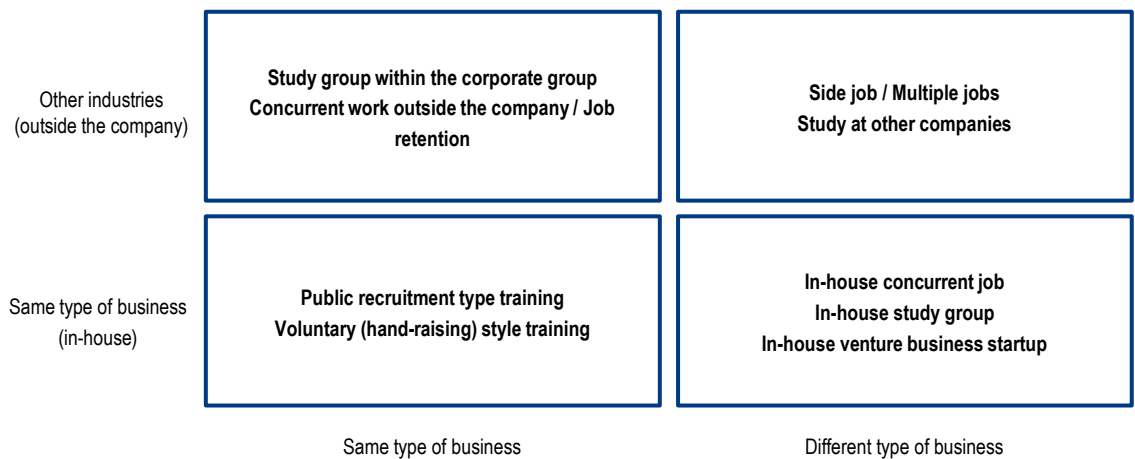 Other industries
(outside the company)
Study group within the corporate group
Concurrent work outside the company / Job
retention
Side job / Multiple jobs
Study at other companies
Same type of business
(in-house)
Public recruitment type training
Voluntary (hand-raising) style training
In-house concurrent job
In-house study group
In-house venture business startup
Same type of business
Different type of business